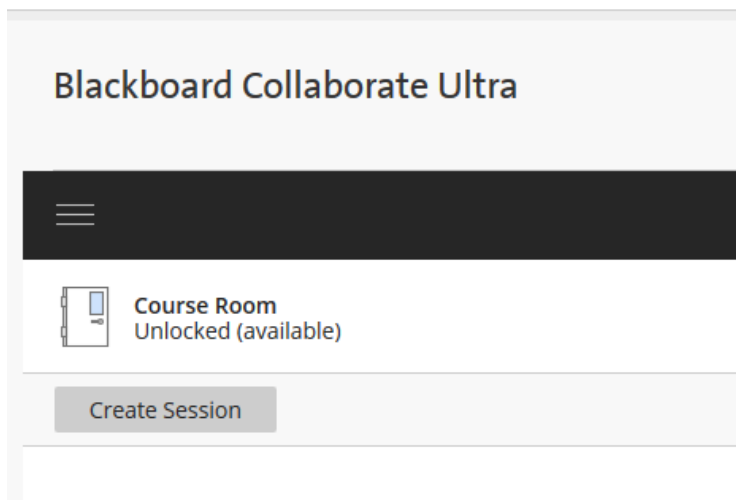 Blackboard Collaborate Ultra
Course Room
Unlocked (available)
Create Session